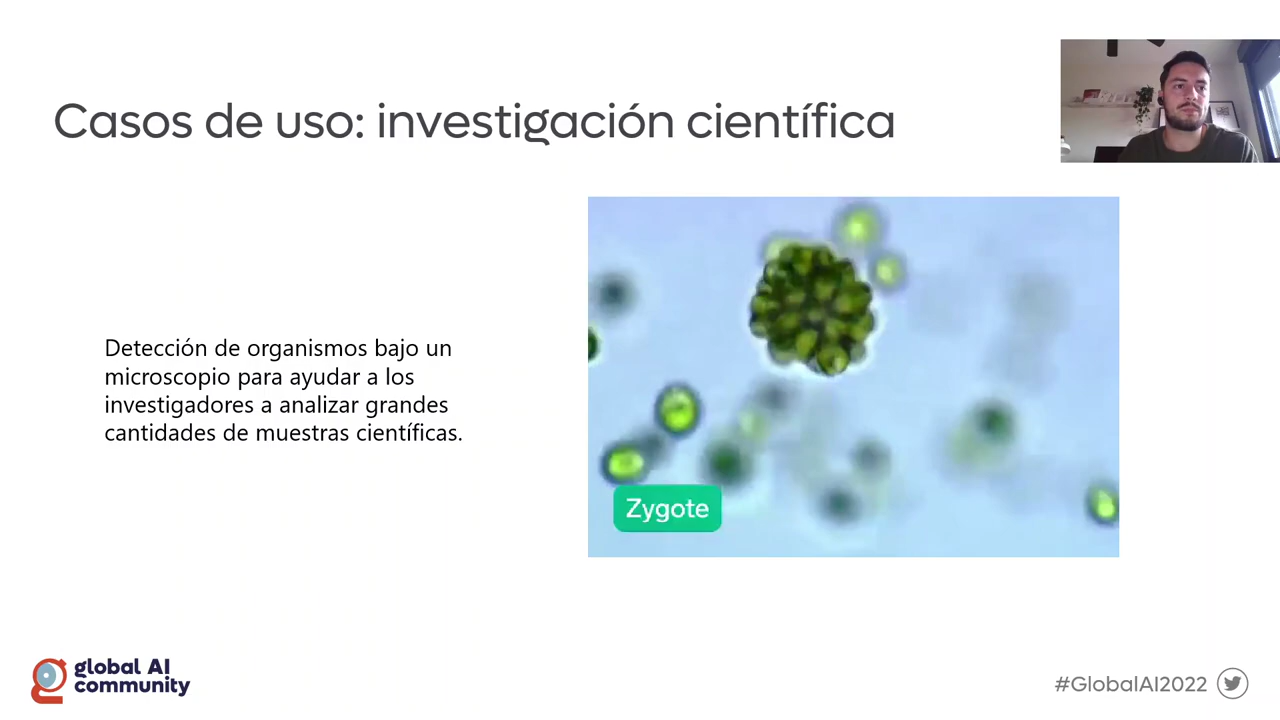 Casos de uso: investigación científica
Detección de organismos bajo un
microscopio para ayudar a los
investigadores a analizar grandes
cantidades de muestras científicas.
Zygote
global AI
community
#GlobalAI2022